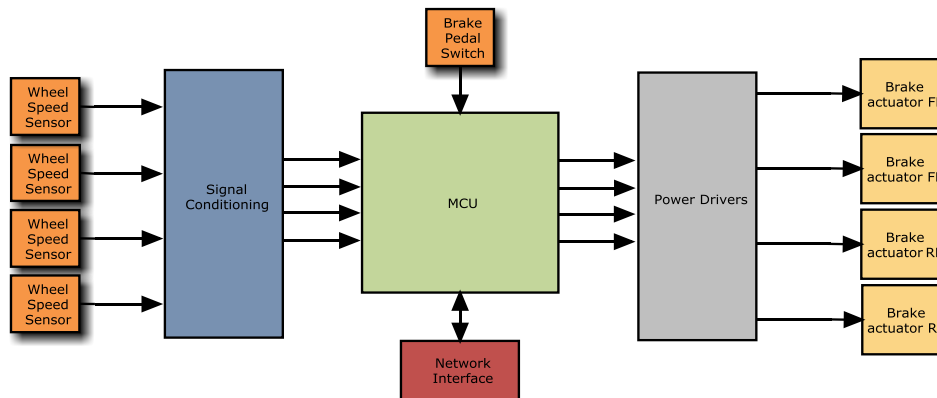 Brake
Pedal
Switch
Wheel
Speed
Sensor
Wheel
Speed
Sensor
Wheel
Speed
Sensor
Wheel
Speed
Sensor
Signal
Conditioning
MCU
Network
Interface
Power Drivers
Brake
actuator
Brake
actuator
Brake
actuator
Brake
actuator R